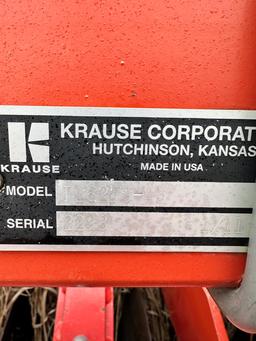 KRAUSE CORPORAT
HUTCHINSON, KANSAS
MADE IN USA
KRAUSE
MODEL
SERIAL